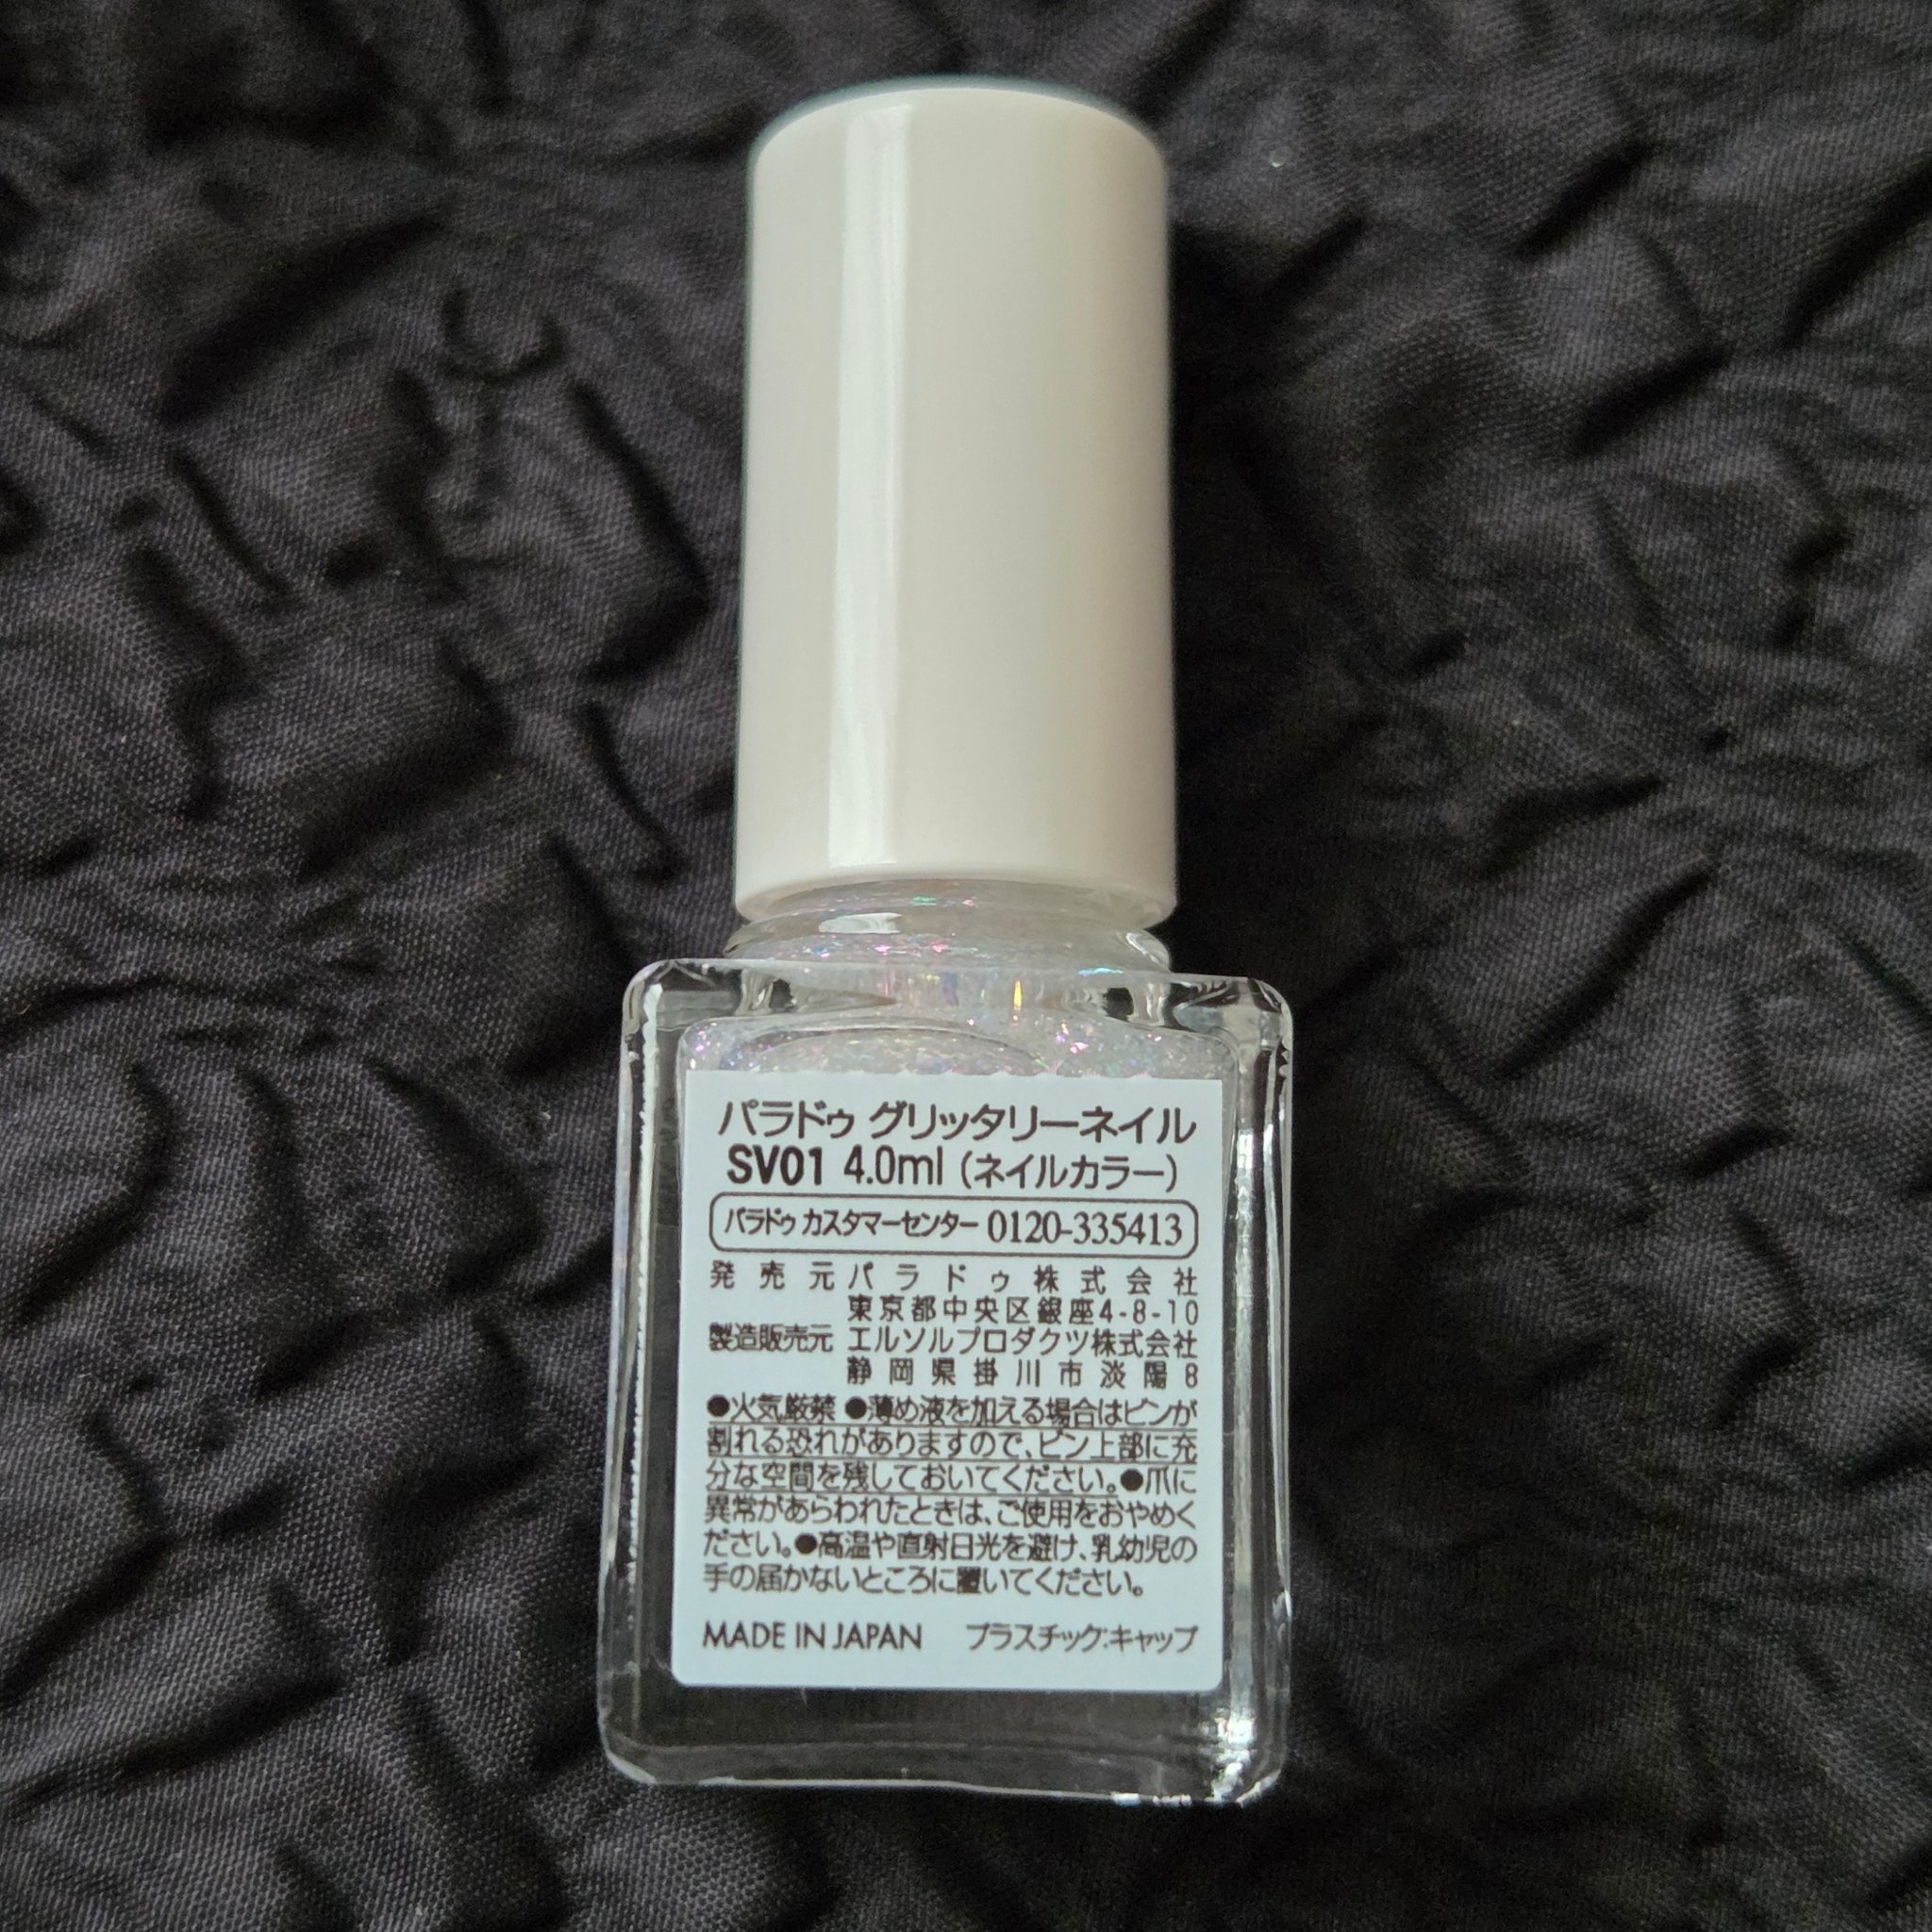 パラドゥ グリッタリーネイル
SV01 4.0ml (ネイルカラー)
パラドゥ カスタマーセンター 0120-335413
発売元 パラドゥ株式会社
東京都中央区銀座4-8-10
製造販売元 エルソルプロダクツ株式会社
静岡県掛川市淡陽8
●火気厳禁 ●薄め液を加える場合はビンが
割れる恐れがありますので、ビン上部に充
分な空間を残しておいてください。●爪に
異常があらわれたときは、ご使用をおやめく
ださい。●高温や直射日光を避け、乳幼児の
手の届かないところに置いてください。
MADE IN JAPAN プラスチック:キャップ